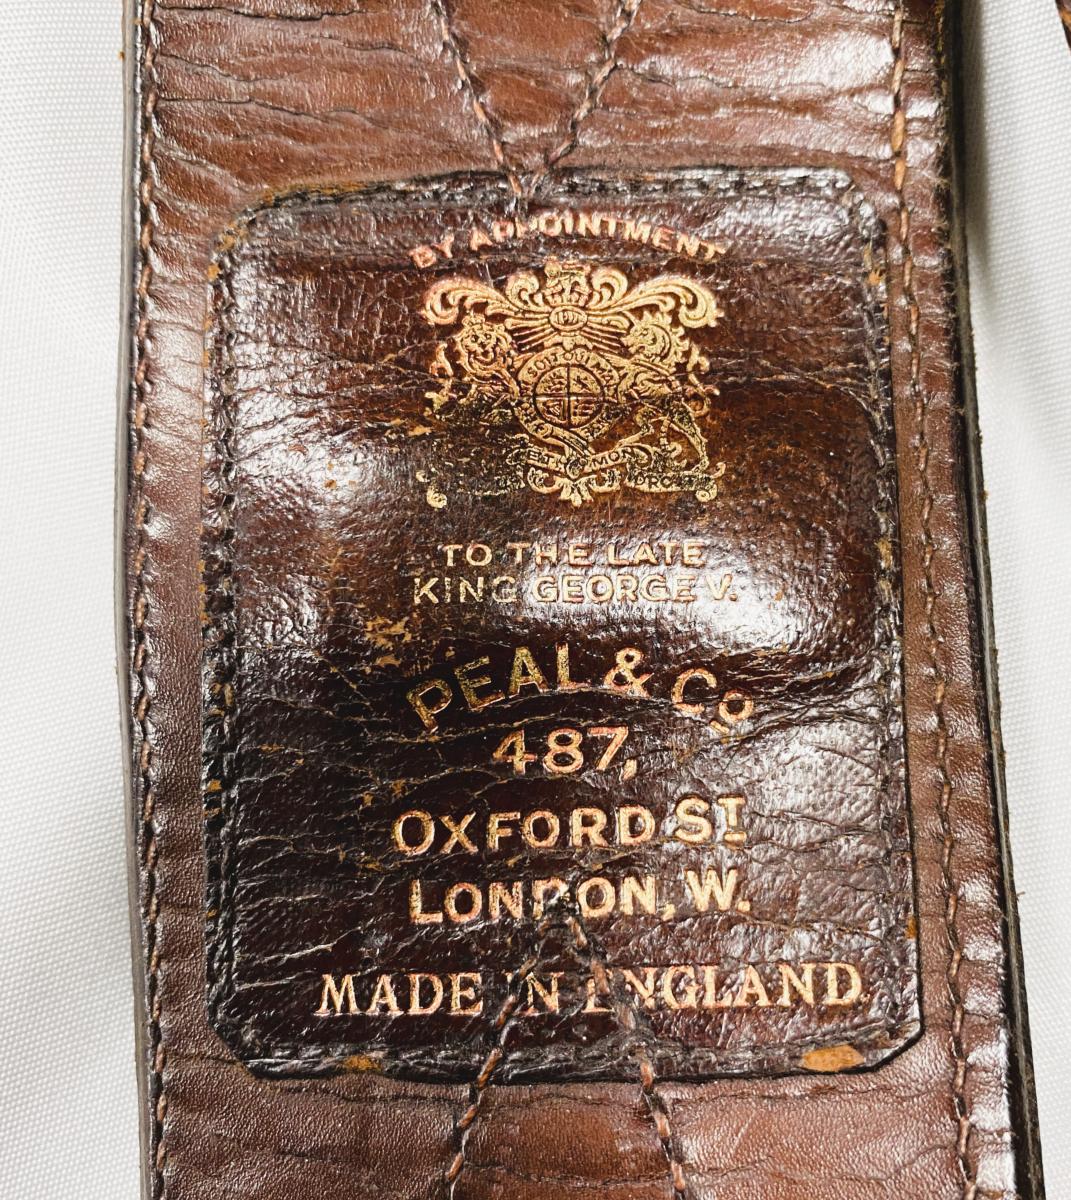 BY APPOINTMENT
TO THE LATE
KING GEORGE V.
PEAL & Co
487,
OXFORD ST
LONDON, W.
MADE IN ENGLAND